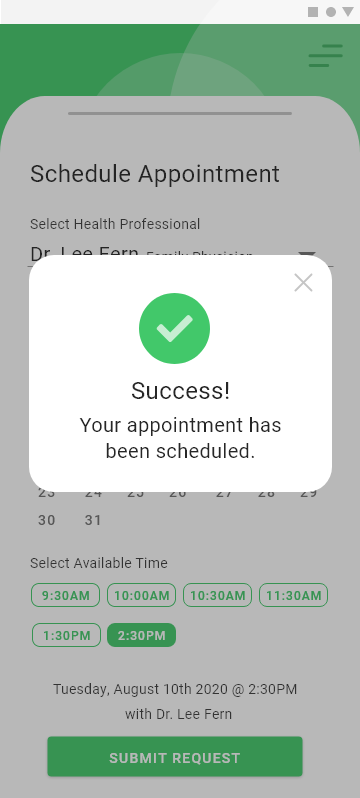 Schedule Appointment
Select Health Professional
Dr. Lee Fern Family Physician
Success!
Your appointment has
been scheduled.
23 24 25 26 27 28 29
30 31
Select Available Time
9:30AM 10:00AM 10:30AM 11:30AM
1:30PM 2:30PM
Tuesday, August 10th 2020 @ 2:30PM
with Dr. Lee Fern
SUBMIT REQUEST